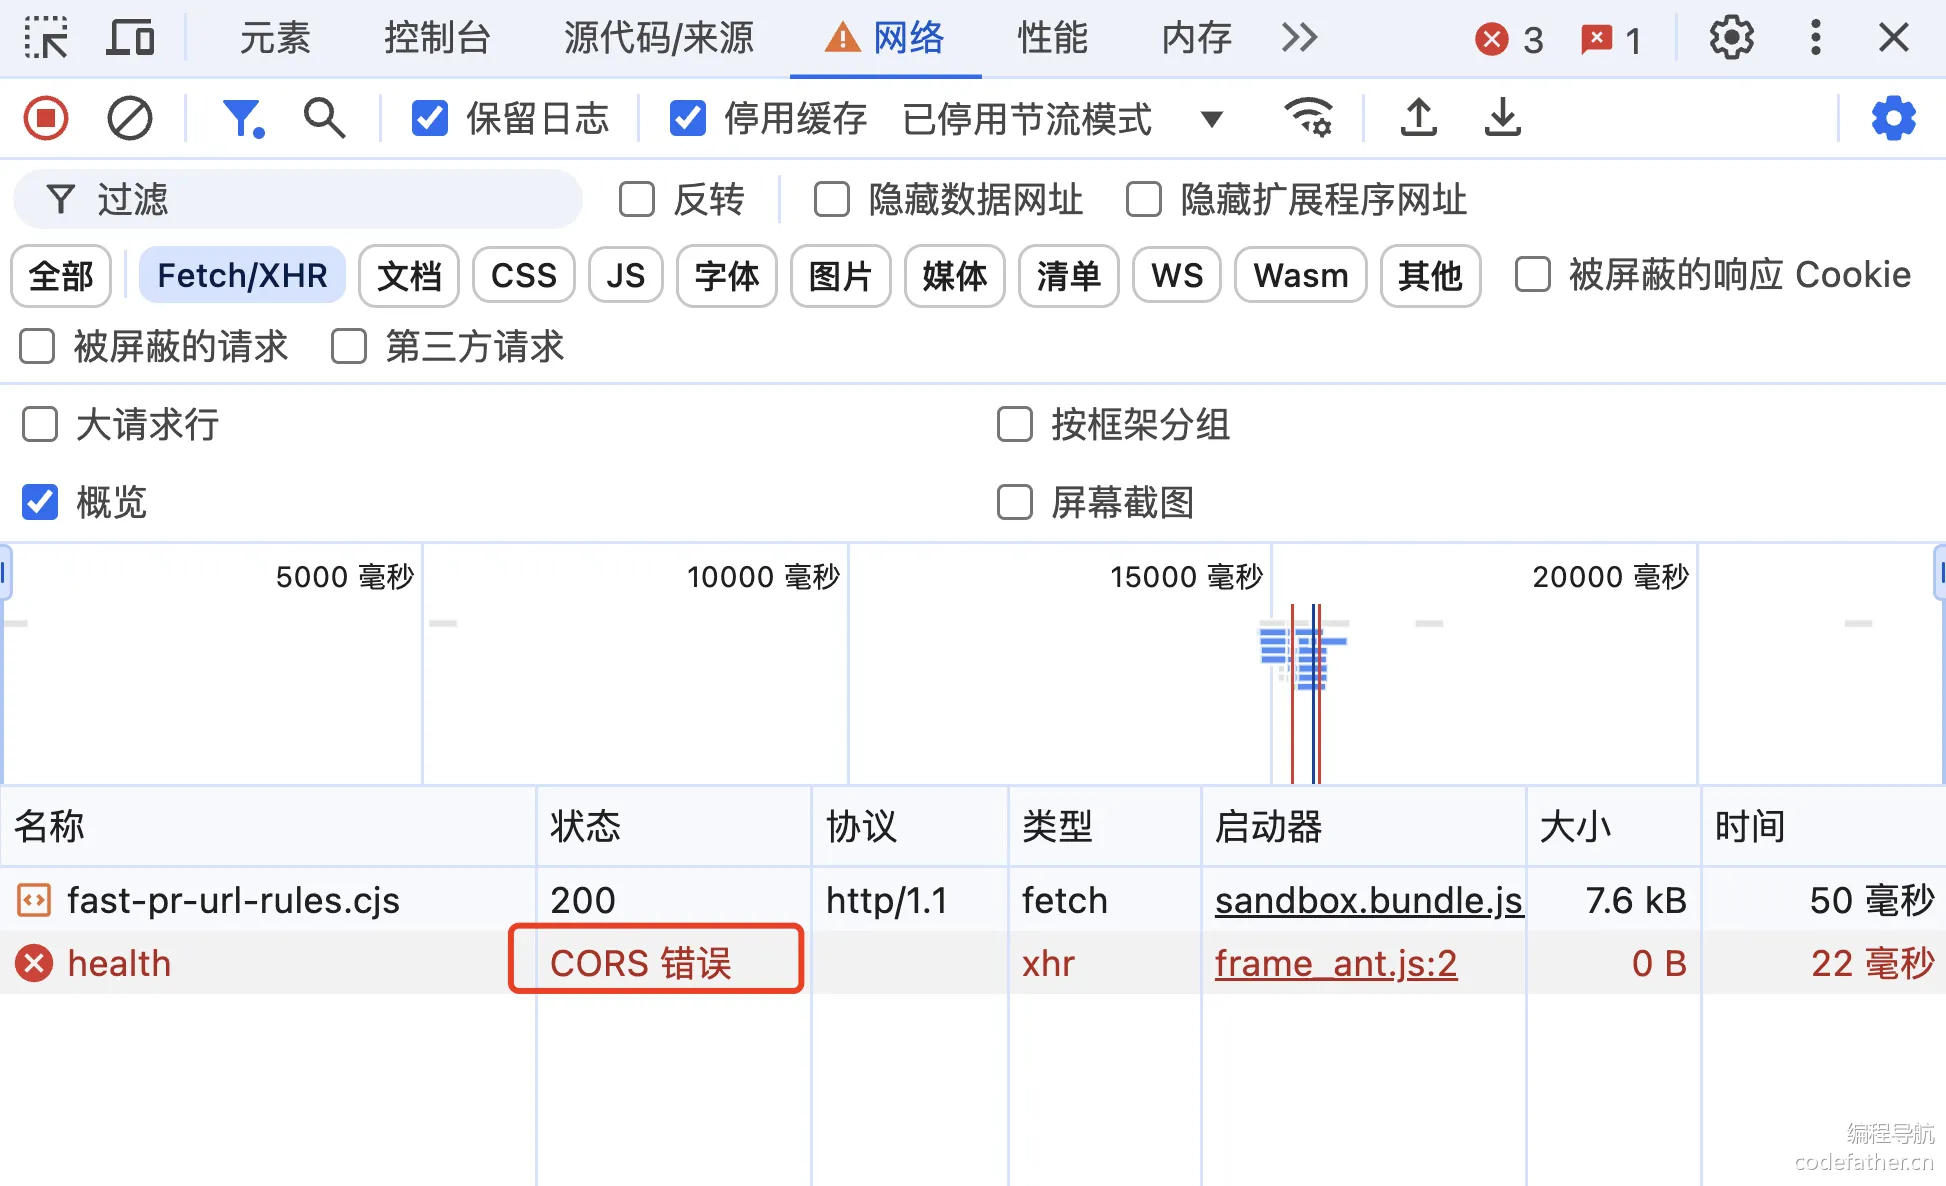 元素 控制台 源代码/来源 网络 性能 内存 3 1
保留日志 停用缓存 已停用节流模式
过滤 反转 隐藏数据网址 隐藏扩展程序网址
全部 Fetch/XHR 文档 CSS JS 字体 图片 媒体 清单 WS Wasm 其他 被屏蔽的响应 Cookie
被屏蔽的请求 第三方请求
大请求行 按框架分组
概览 屏幕截图
5000 毫秒 10000 毫秒 15000 毫秒 20000 毫秒
名称 状态 协议 类型 启动器 大小 时间
fast-pr-url-rules.cjs 200 http/1.1 fetch sandbox.bundle.js 7.6 kB 50 毫秒
health CORS 错误 xhr frame_ant.js:2 0 B 22 毫秒
编程导航
codefather.cn